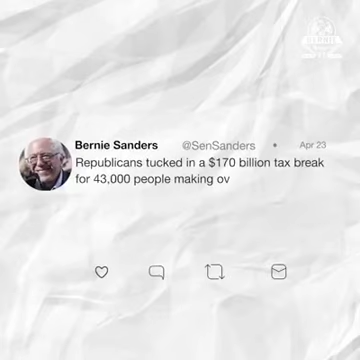 Bernie Sanders @SenSanders • Apr 23
Republicans tucked in a $170 billion tax break
for 43,000 people making ov